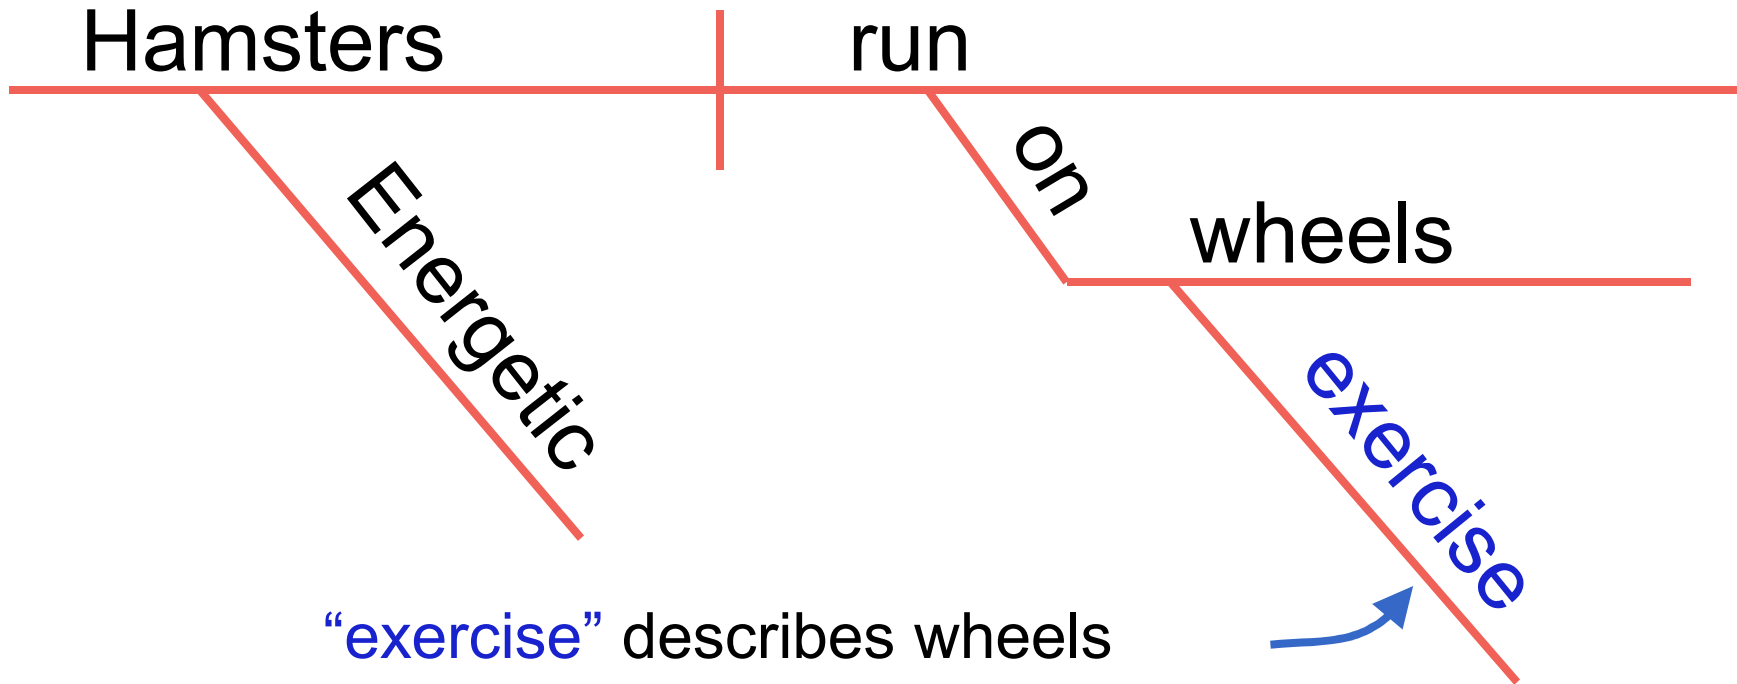 Hamsters run
on
wheels
Energetic
exercise
“exercise” describes wheels